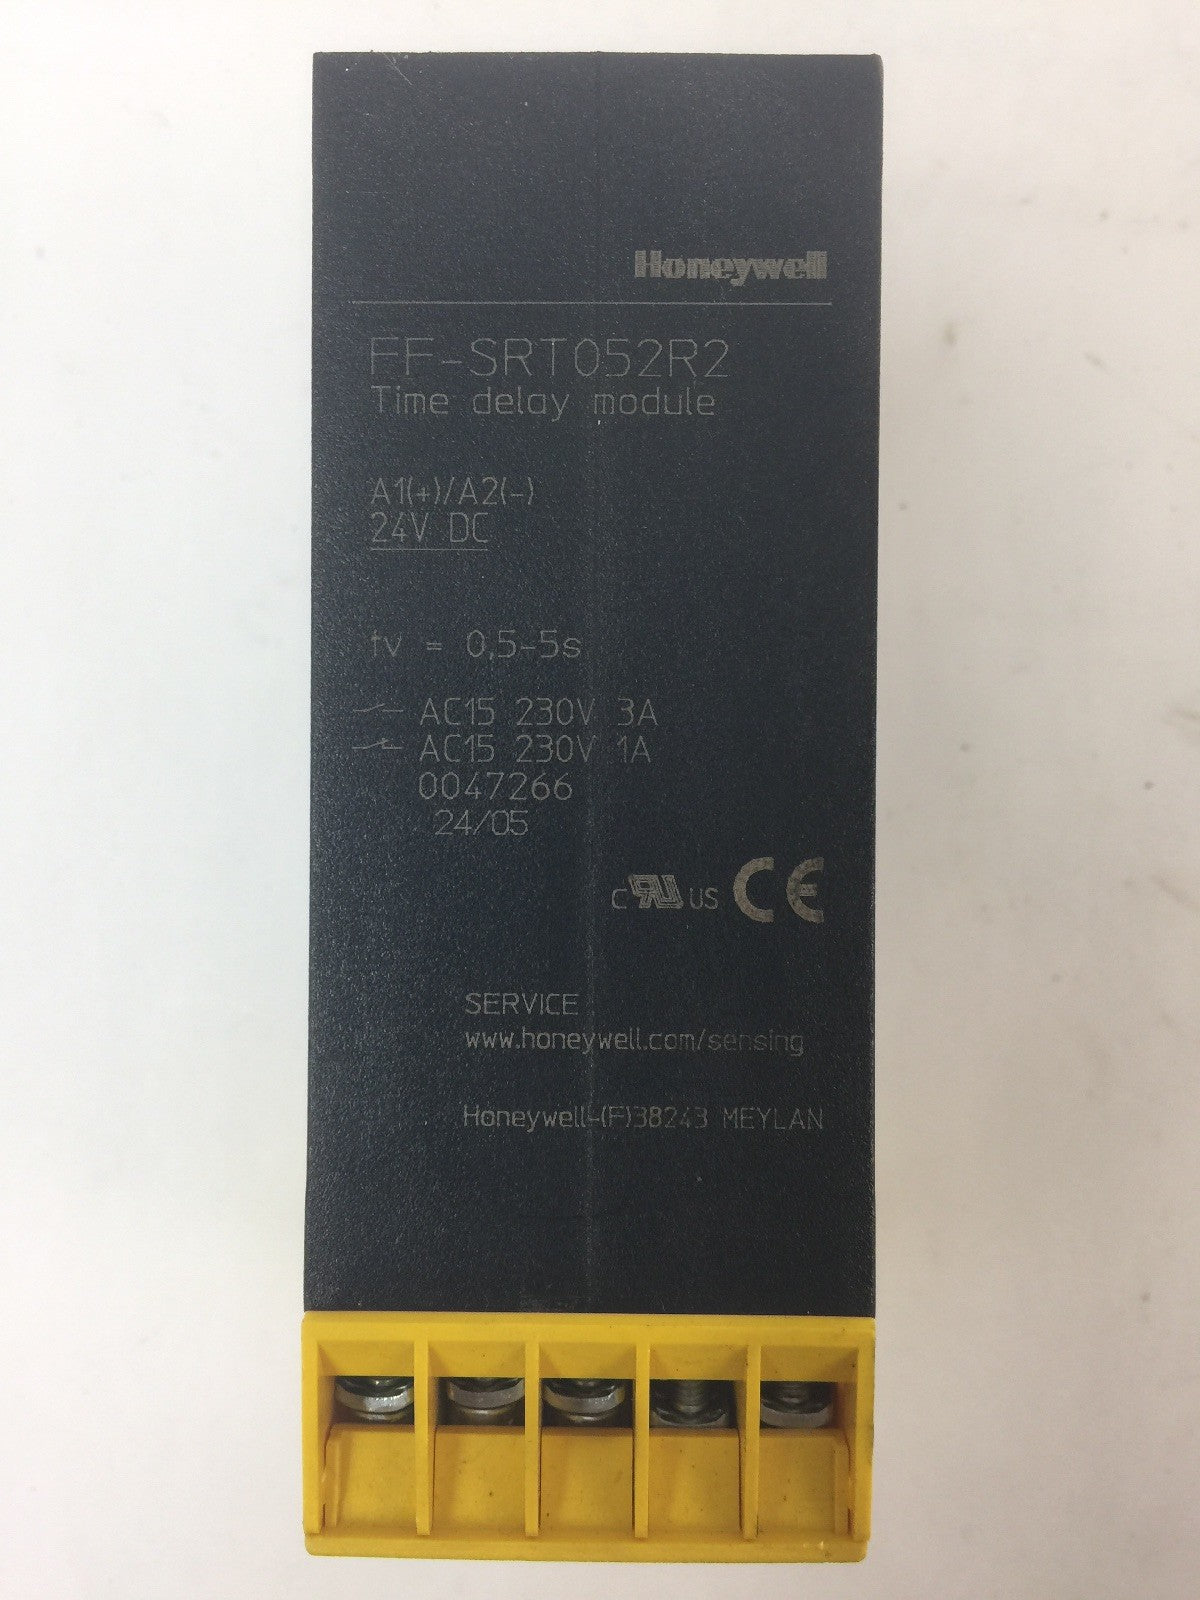 Honeywell
FF-SRT052R2
Time delay module
A1(+)/A2(-)
24V DC
tv = 0,5-5s
AC15 230V 3A
AC15 230V 1A
0047266
24/05
C RU US CE
SERVICE
www.honeywell.com/sensing
Honeywell-(F)38243 MEYLAN